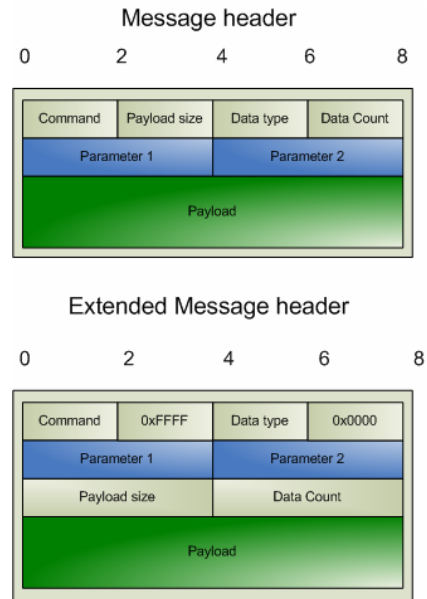 Message header
0 2 4 6 8
Command Payload size Data type Data Count
Parameter 1 Parameter 2
Payload
Extended Message header
0 2 4 6 8
Command 0xFFFF Data type 0x0000
Parameter 1 Parameter 2
Payload size Data Count
Payload